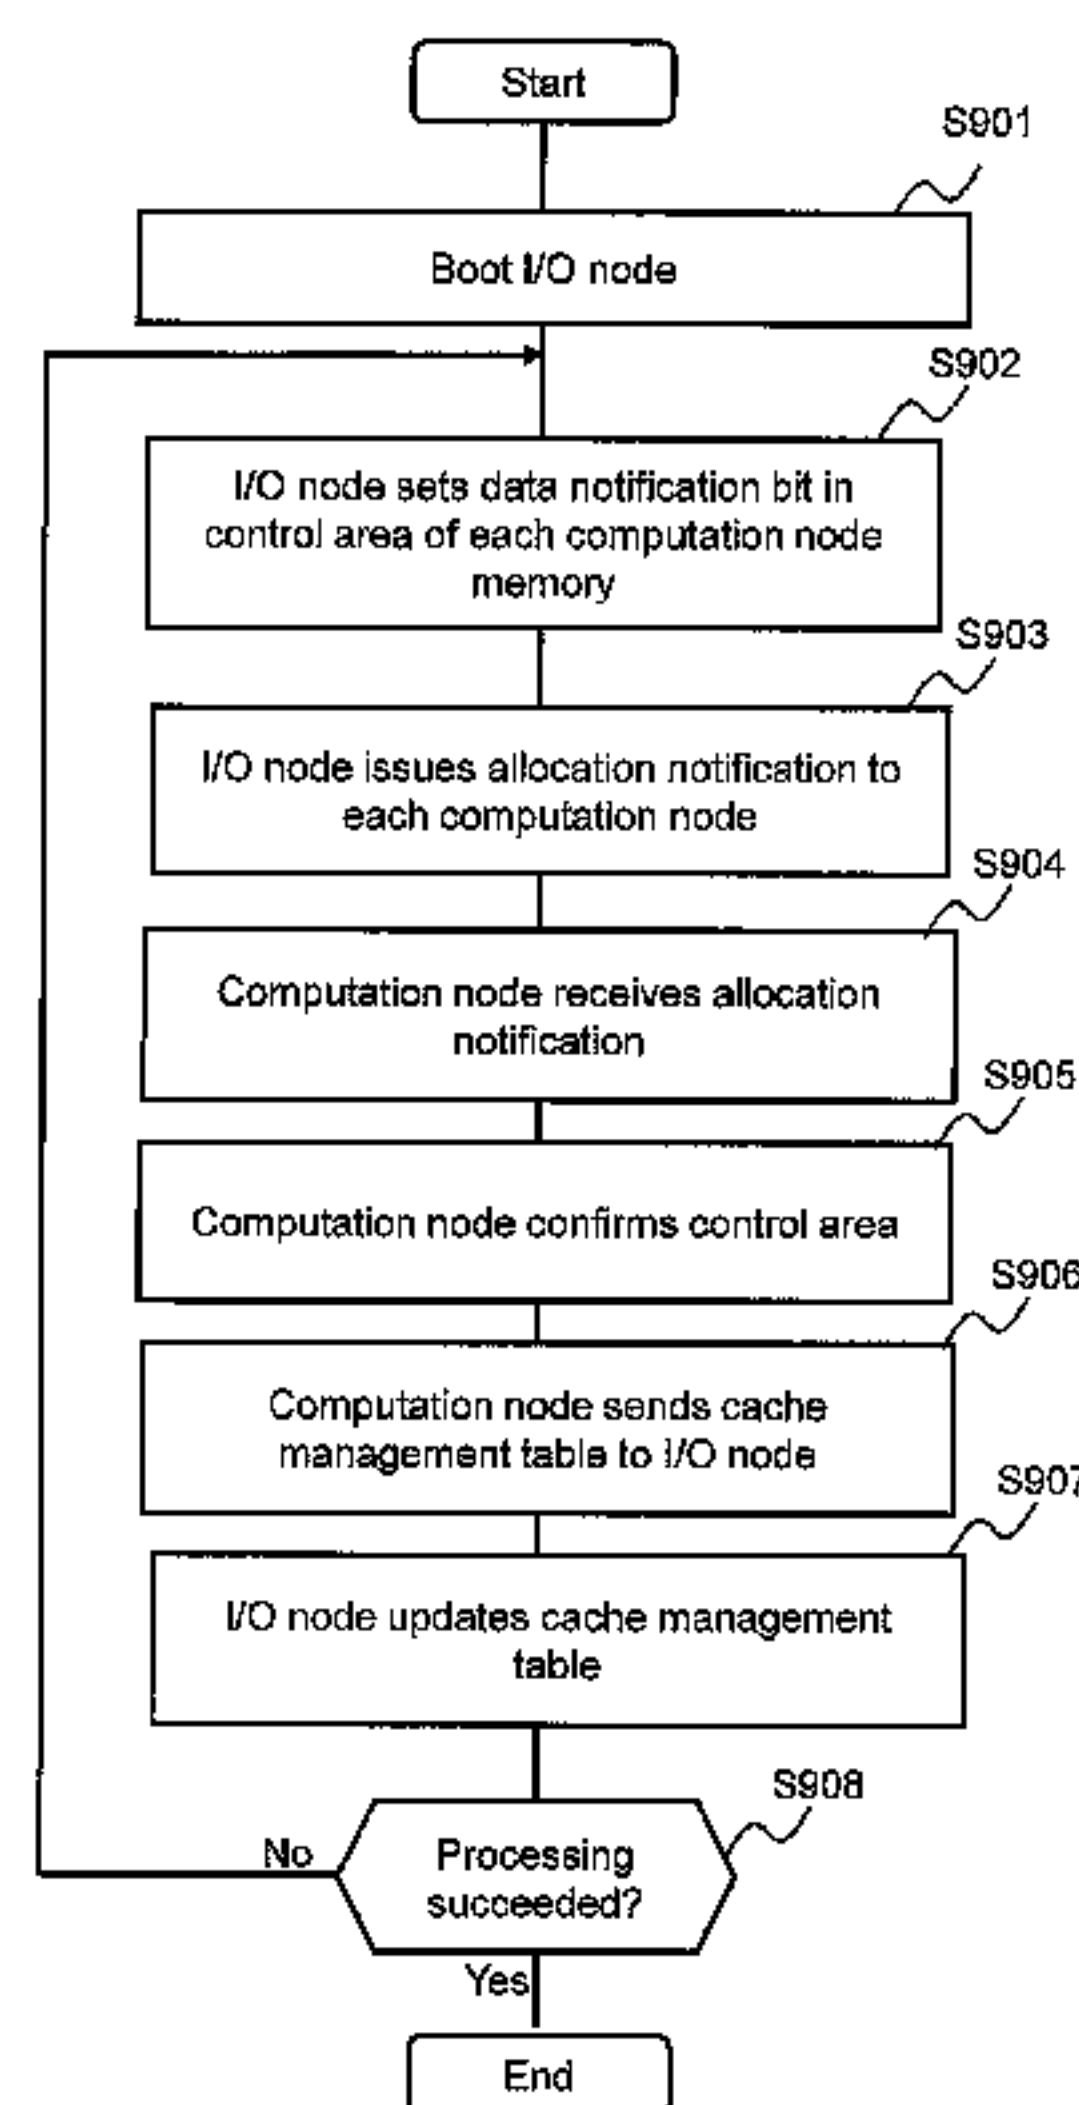 Start
S901
Boot I/O node
S902
I/O node sets data notification bit in
control area of each computation node
memory
S903
I/O node issues allocation notification to
each computation node
S904
Computation node receives allocation
notification
S905
Computation node confirms control area
S906
Computation node sends cache
management table to I/O node
S907
I/O node updates cache management
table
S908
Processing
succeeded?
No
Yes
End